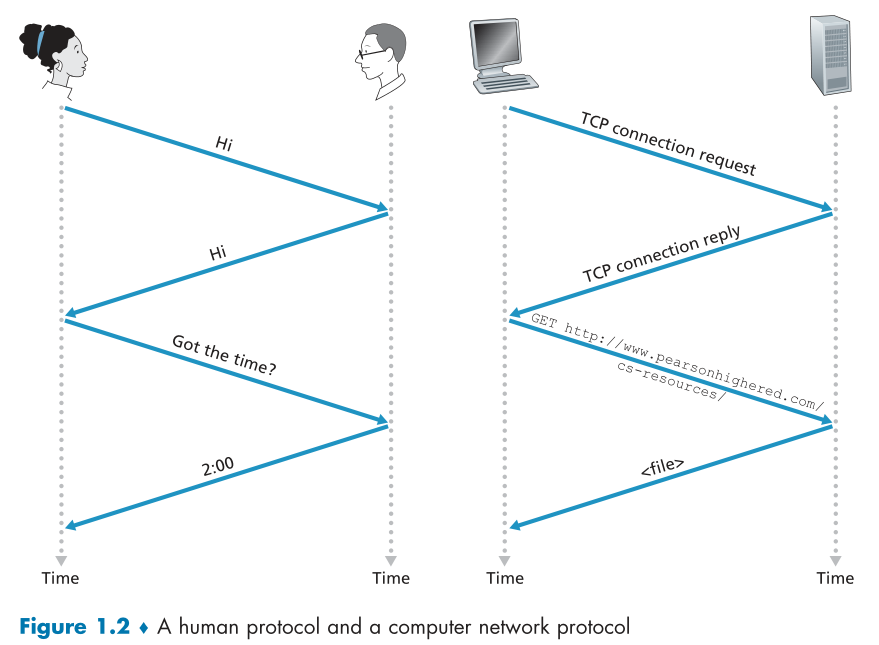 Hi
Hi
Got the time?
2:00
Time
Time
TCP connection request
TCP connection reply
GET http://www.pearsonhighered.com/
cs-resources/
<file>
Time
Time
Figure 1.2 ♦ A human protocol and a computer network protocol